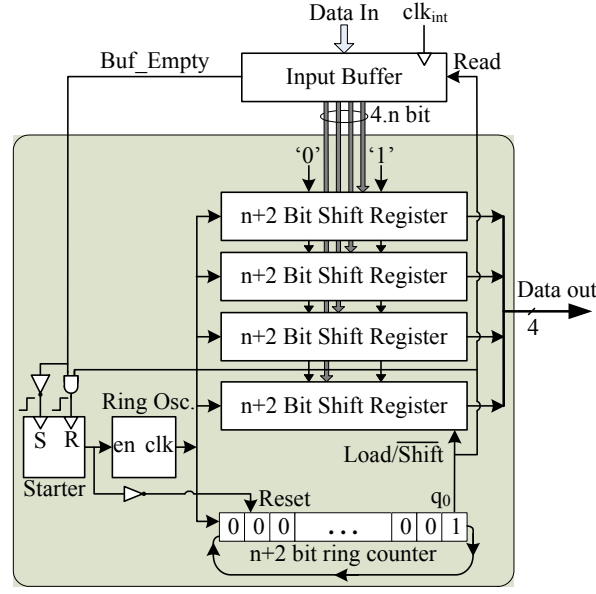 Data In
clk_int
Buf_Empty
Read
Input Buffer
4.n bit
‘0’ ‘1’
n+2 Bit Shift Register
n+2 Bit Shift Register
Data out
4
n+2 Bit Shift Register
n+2 Bit Shift Register
Ring Osc.
S R
en clk
Load/Shift
Starter
Reset
q₀
0 0 0 ... 0 0 1
n+2 bit ring counter